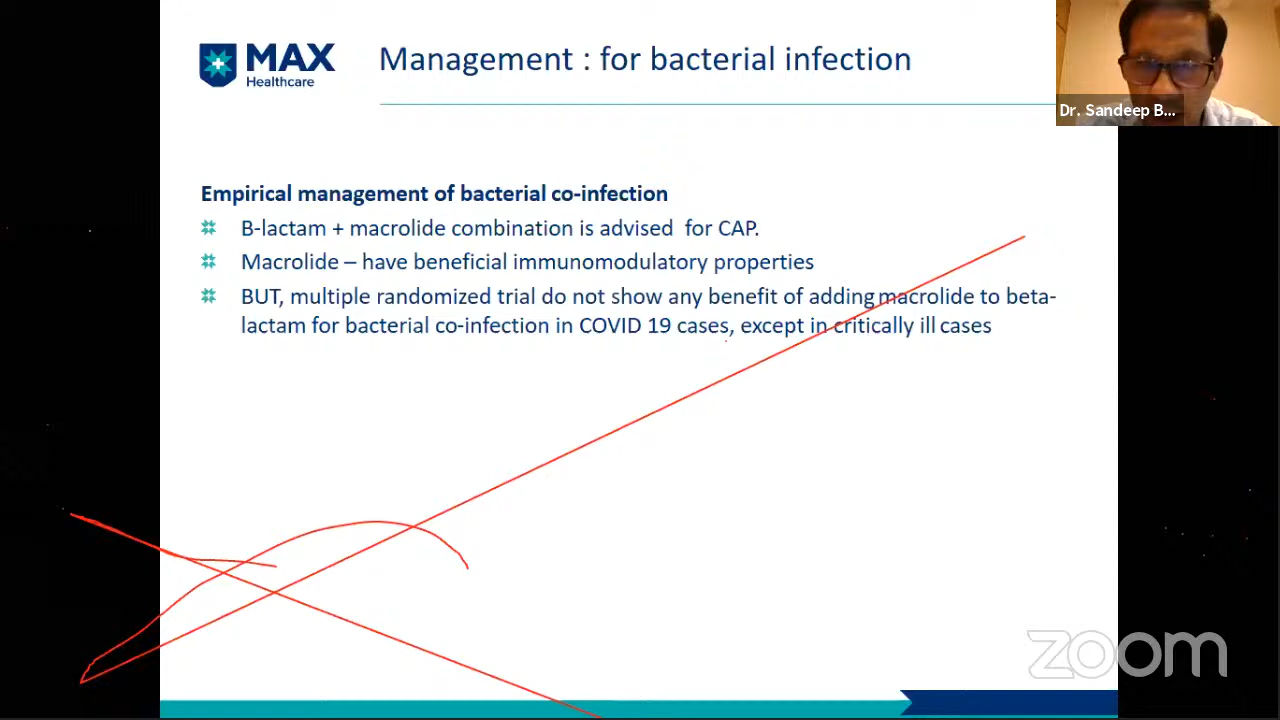 MAX
Healthcare
Management : for bacterial infection
Dr. Sandeep B...
Empirical management of bacterial co-infection
B-lactam + macrolide combination is advised for CAP.
Macrolide – have beneficial immunomodulatory properties
BUT, multiple randomized trial do not show any benefit of adding macrolide to beta-
lactam for bacterial co-infection in COVID 19 cases, except in critically ill cases
zoom